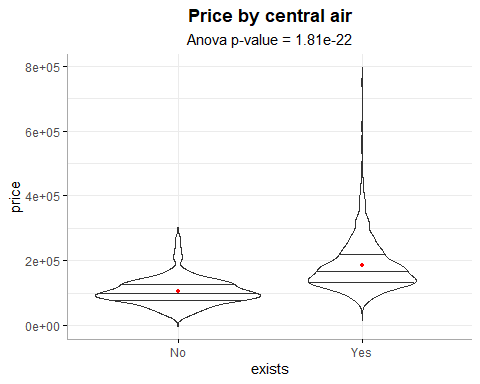 Price by central air
Anova p-value = 1.81e-22
8e+05
6e+05
4e+05
2e+05
0e+00
price
No Yes
exists